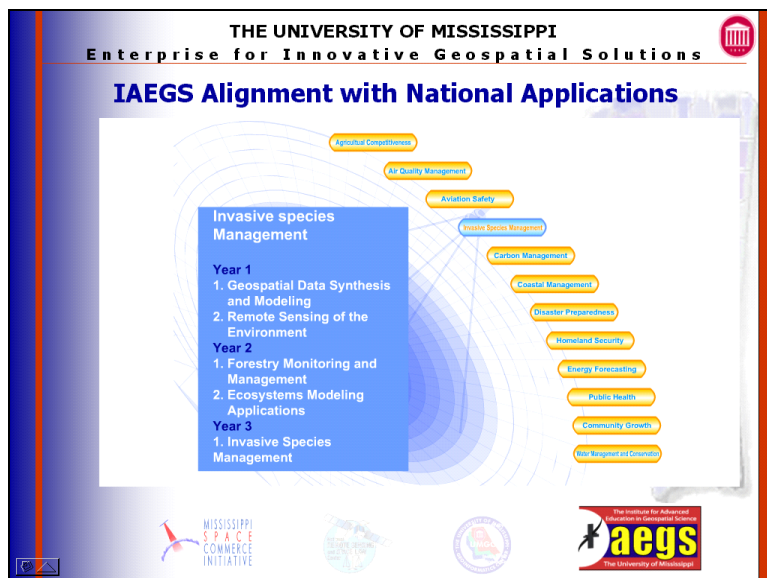 THE UNIVERSITY OF MISSISSIPPI
Enterprise for Innovative Geospatial Solutions
IAEGS Alignment with National Applications
Agricultual Competitiveness
Air Quality Management
Aviation Safety
Invasive Species Management
Carbon Management
Coastal Management
Disaster Preparedness
Homeland Security
Energy Forecasting
Public Health
Community Growth
Water Management and Conservation
Invasive species
Management
Year 1
1. Geospatial Data Synthesis
and Modeling
2. Remote Sensing of the
Environment
Year 2
1. Forestry Monitoring and
Management
2. Ecosystems Modeling
Applications
Year 3
1. Invasive Species
Management
MISSISSIPPI
SPACE
COMMERCE
INITIATIVE
The Institute for Advanced
Education in Geospatial Science
aegs
The University of Mississippi